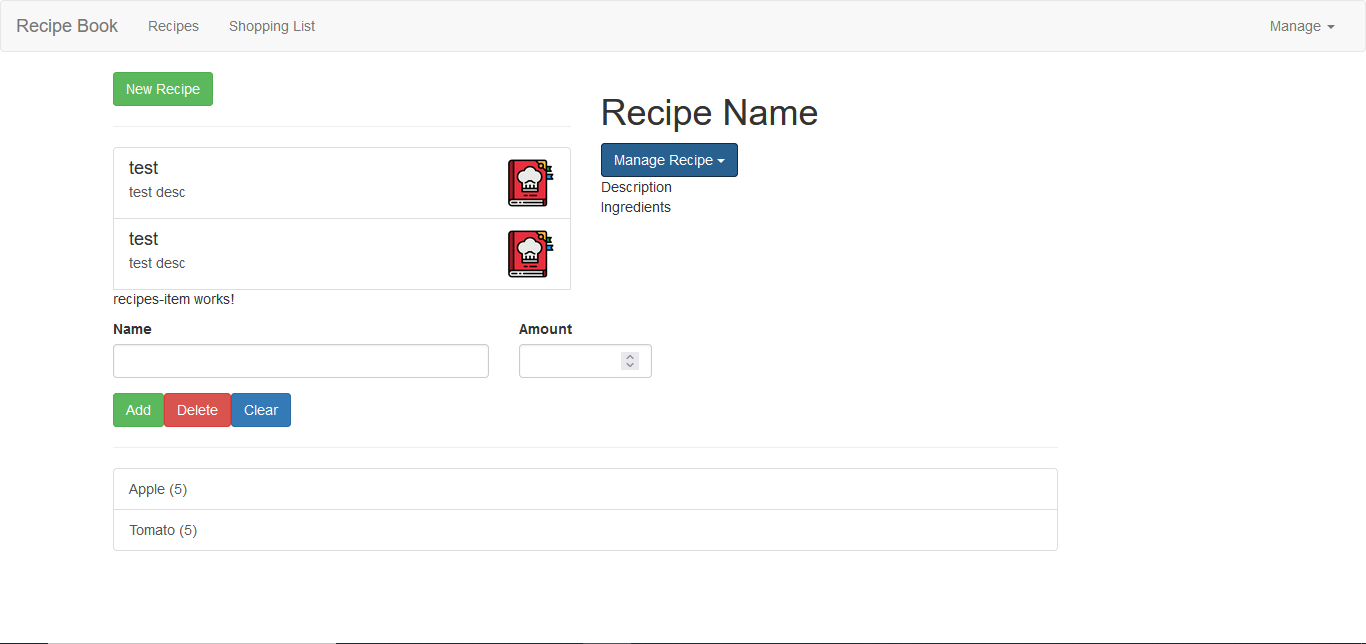 Recipe Book Recipes Shopping List Manage
New Recipe
test
test desc
test
test desc
recipes-item works!
Recipe Name
Manage Recipe
Description
Ingredients
Name Amount
Add Delete Clear
Apple (5)
Tomato (5)